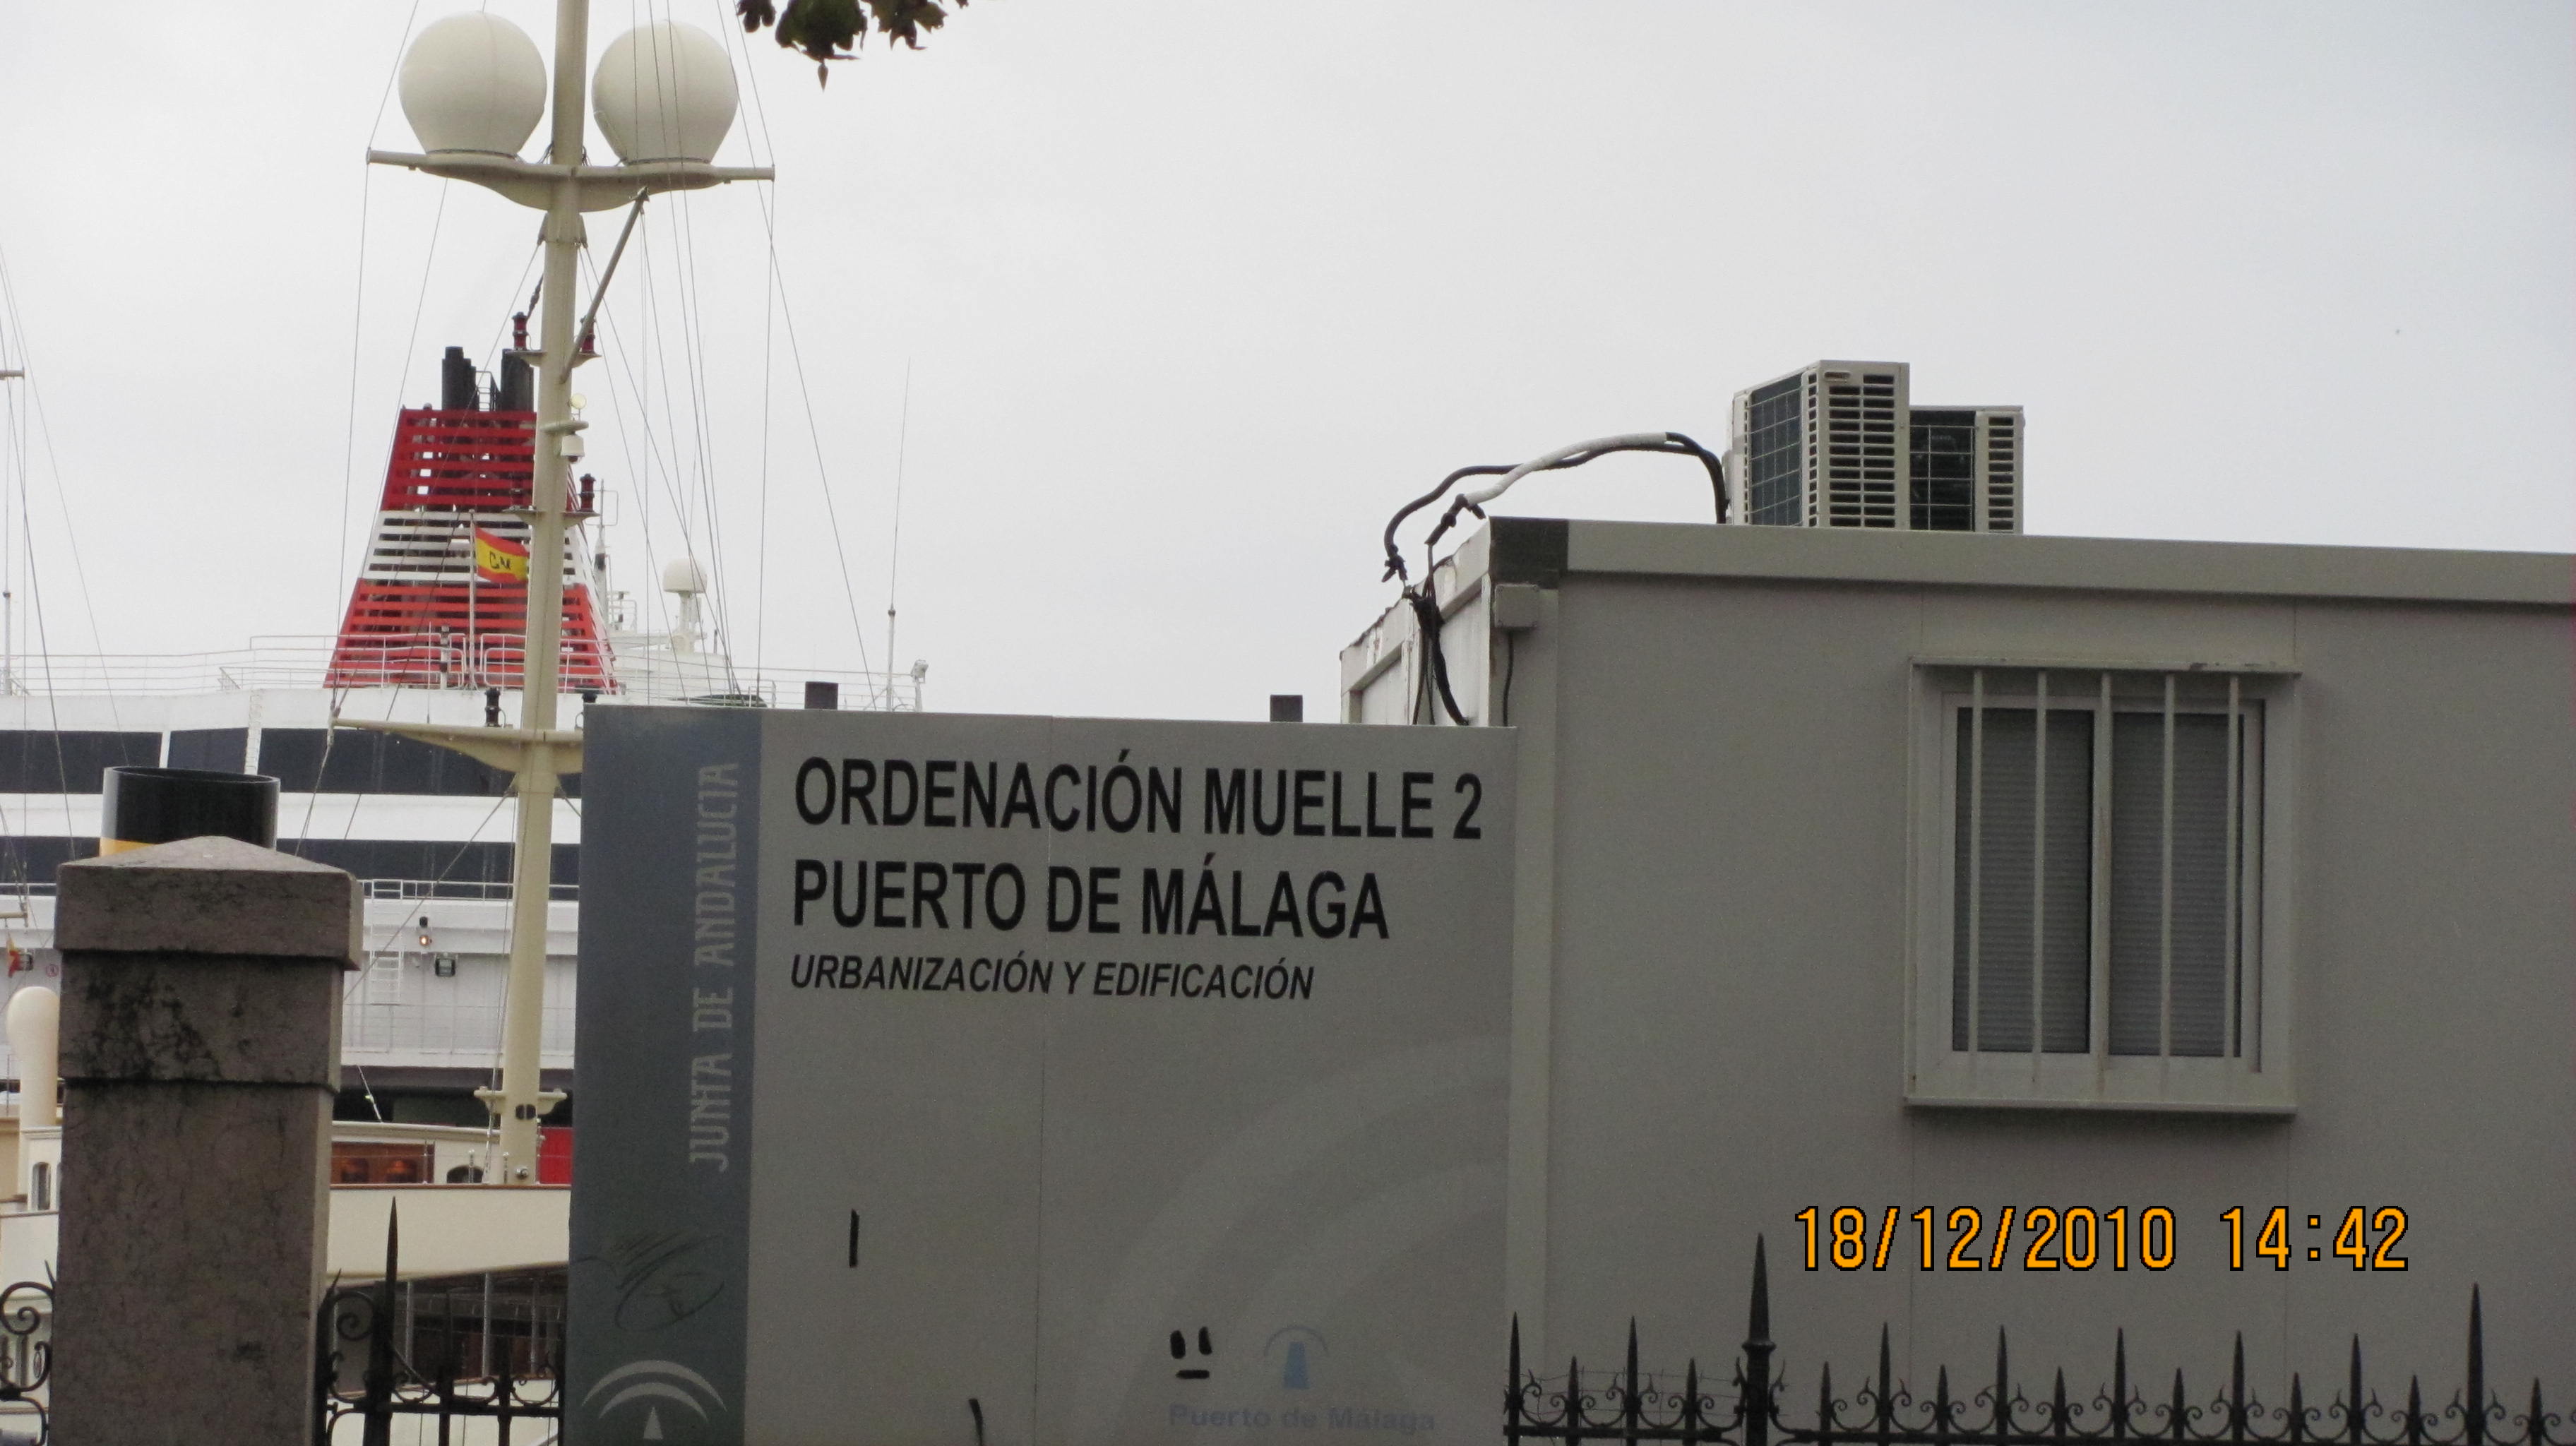 CM
ORDENACIÓN MUELLE 2
PUERTO DE MÁLAGA
URBANIZACIÓN Y EDIFICACIÓN
JUNTA DE ANDALUCIA
Puerto de Málaga
18/12/2010 14:42